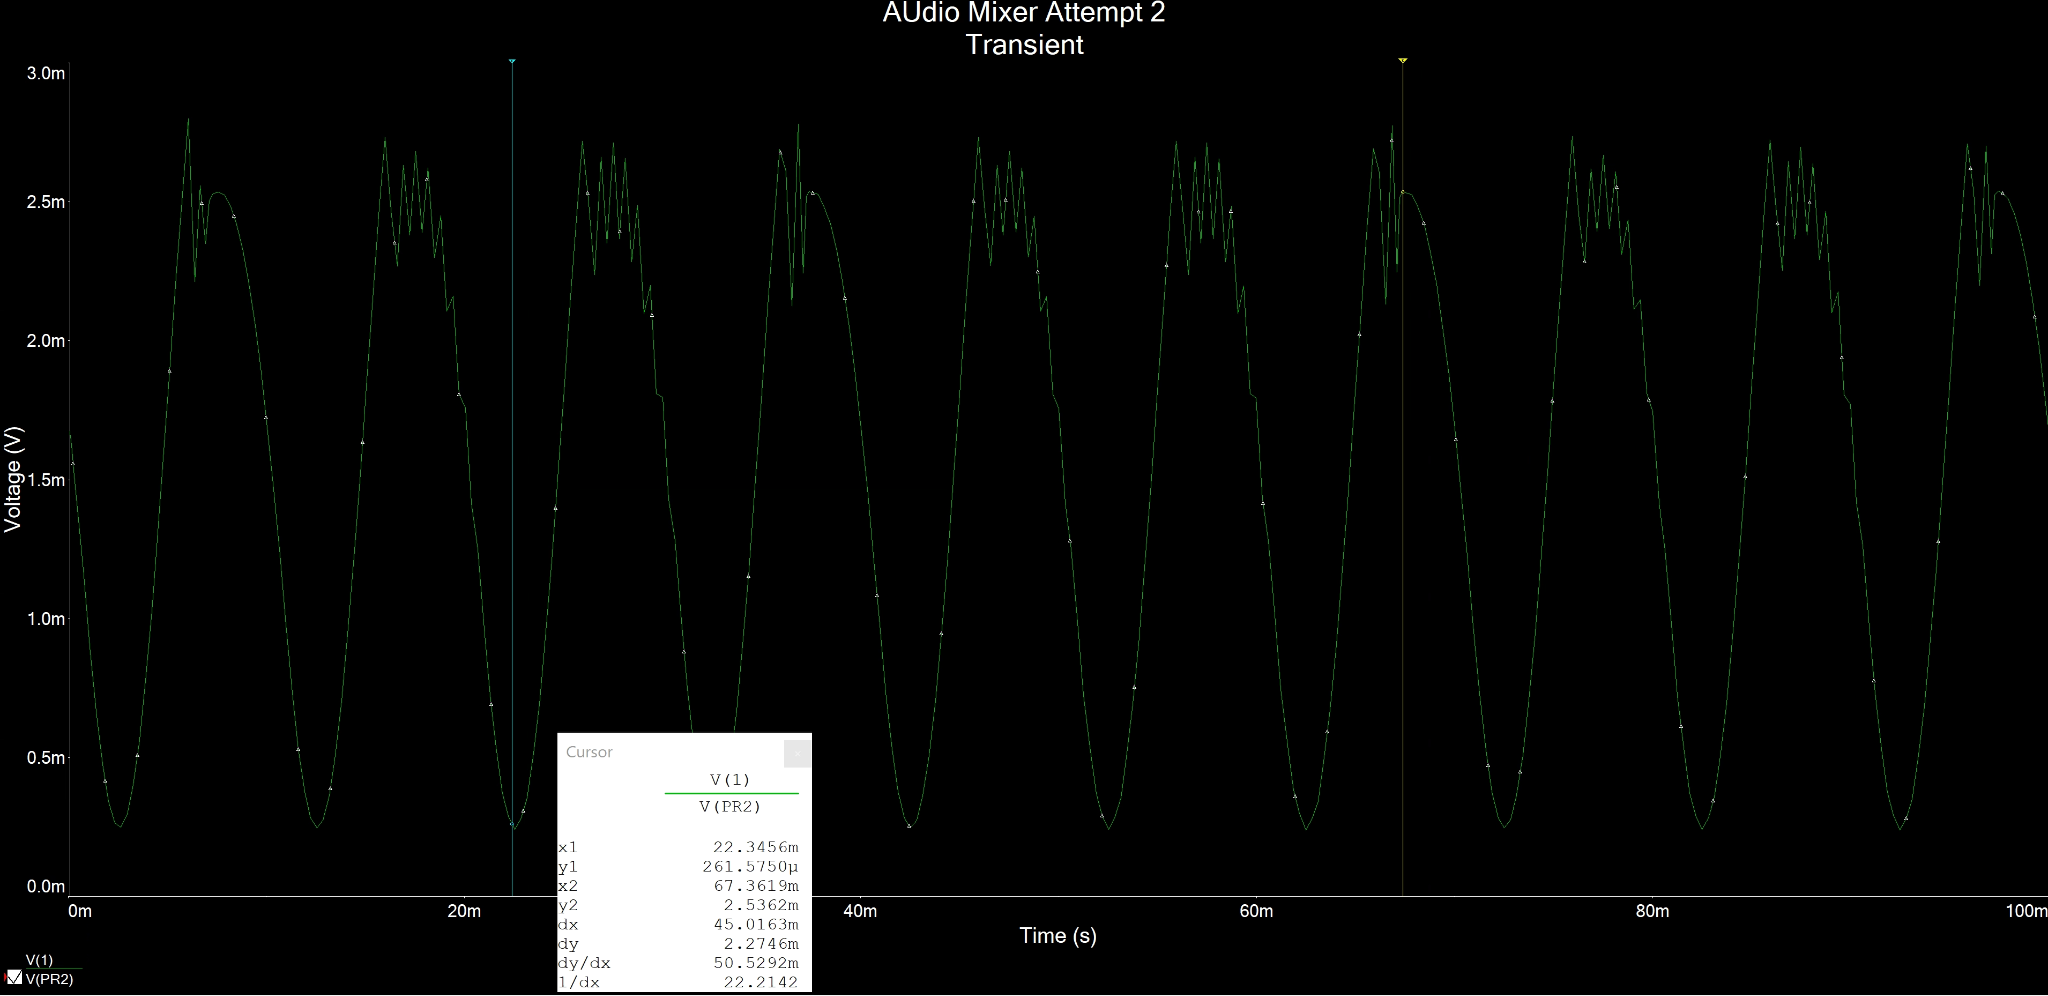 AUdio Mixer Attempt 2
Transient
3.0m
2.5m
2.0m
1.5m
1.0m
0.5m
0.0m
Voltage (V)
0m 20m 40m 60m 80m 100m
Time (s)
Cursor
V(1)
V(PR2)
x1 22.3456m
y1 261.5750µ
x2 67.3619m
y2 2.5362m
dx 45.0163m
dy 2.2746m
dy/dx 50.5292m
1/dx 22.2142
V(1)
V(PR2)